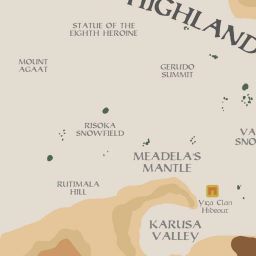 HIGHLAND
STATUE OF THE
EIGHTH HEROINE
MOUNT
AGAAT
GERUDO
SUMMIT
RISOKA
SNOWFIELD
VA
SNO
MEADELA'S
MANTLE
RUTIMALA
HILL
Yiga Clan
Hideout
KARUSA
VALLEY